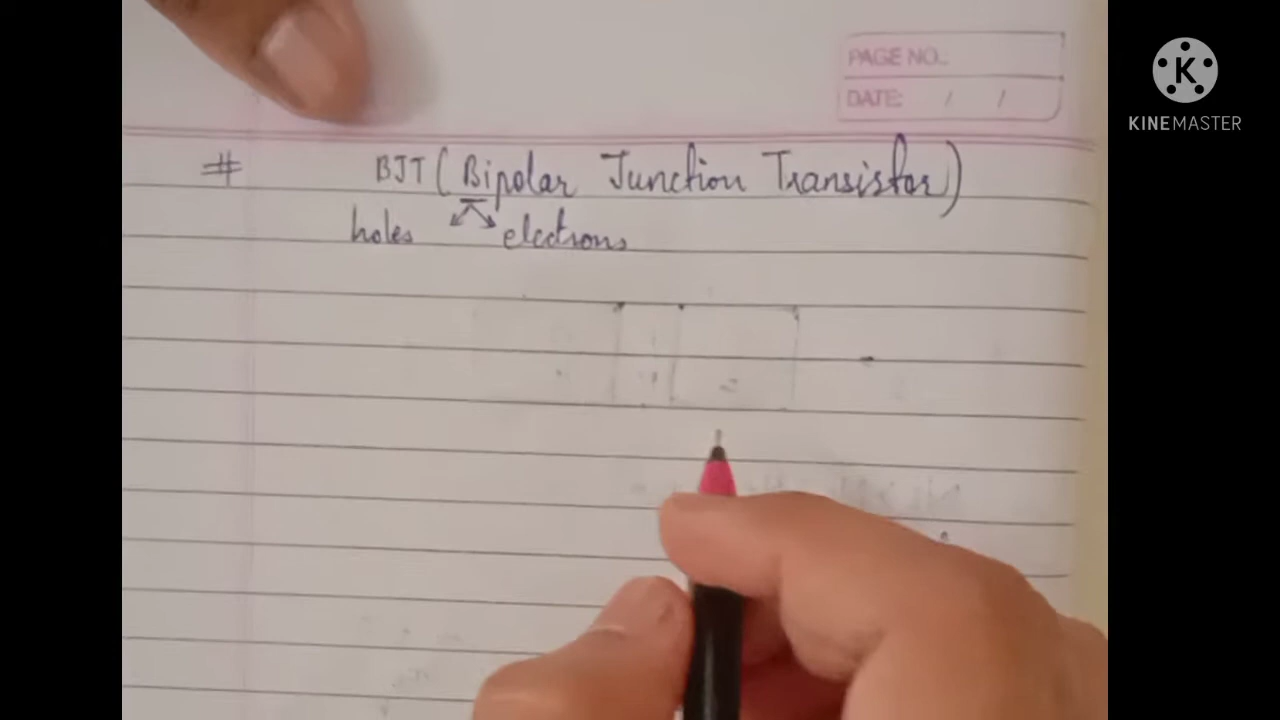 PAGE NO.:
DATE: / /
KINEMASTER
# BJT (Bipolar Junction Transistor)
holes electrons